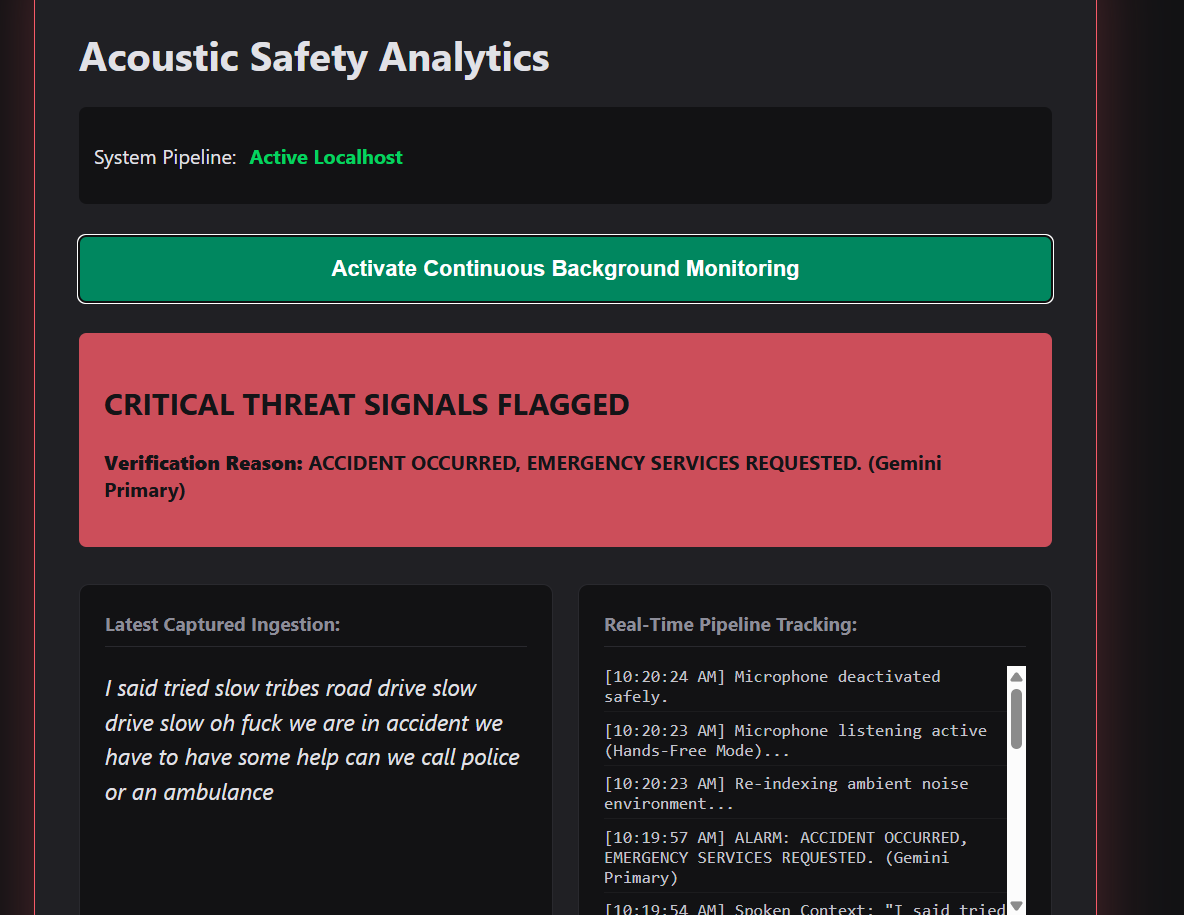 Acoustic Safety Analytics
System Pipeline: Active Localhost
Activate Continuous Background Monitoring
CRITICAL THREAT SIGNALS FLAGGED
Verification Reason: ACCIDENT OCCURRED, EMERGENCY SERVICES REQUESTED. (Gemini
Primary)
Latest Captured Ingestion:
I said tried slow tribes road drive slow
drive slow oh fuck we are in accident we
have to have some help can we call police
or an ambulance
Real-Time Pipeline Tracking:
[10:20:24 AM] Microphone deactivated
safely.
[10:20:23 AM] Microphone listening active
(Hands-Free Mode)...
[10:20:23 AM] Re-indexing ambient noise
environment...
[10:19:57 AM] ALARM: ACCIDENT OCCURRED,
EMERGENCY SERVICES REQUESTED. (Gemini
Primary)
[10:19:54 AM] Spoken Context: "I said tried